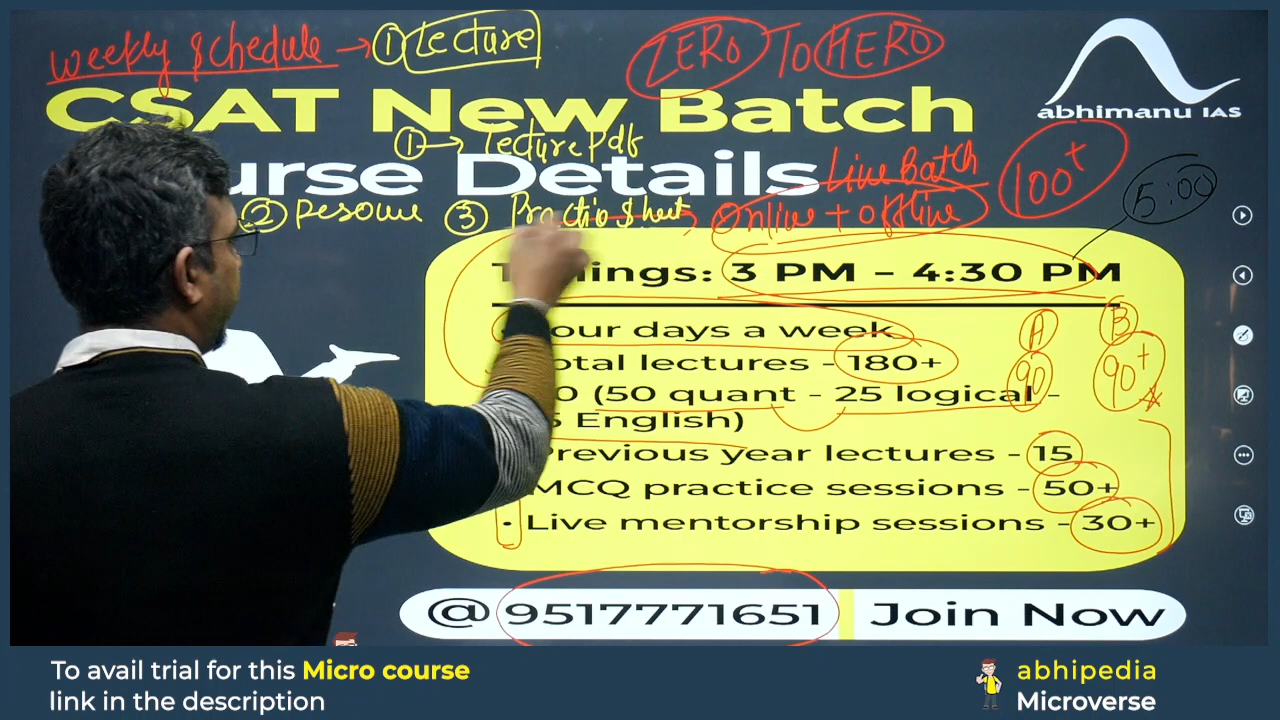 weekly schedule → ① Lecture
ZERO TO HERO
CSAT New Batch
abhimanu IAS
① → Lecture pdf
urse Details
Live Batch
100+
5:00
② Resoure ③ Practice sheet → online + offline
ings: 3 PM – 4:30 PM
our days a week
A B
otal lectures - 180+
90 90+
0 (50 quant - 25 logical -
English)
Previous year lectures - 15
MCQ practice sessions - 50+
• Live mentorship sessions - 30+
@ 9517771651 Join Now
To avail trial for this Micro course
link in the description
abhipedia
Microverse